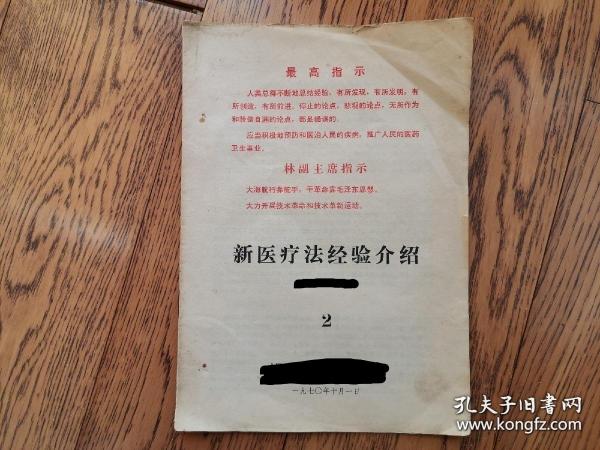 最高指示
人类总得不断地总结经验，有所发现，有所发明，有
所创造，有所前进。停止的论点，悲观的论点，无所作为
和骄傲自满的论点，都是错误的。
应当积极地预防和医治人民的疾病，推广人民的医药
卫生事业。
林副主席指示
大海航行靠舵手，干革命靠毛泽东思想。
大力开展技术革命和技术革新运动。
新医疗法经验介绍
2
一九七〇年十月一日
孔夫子旧书网
www.kongfz.com